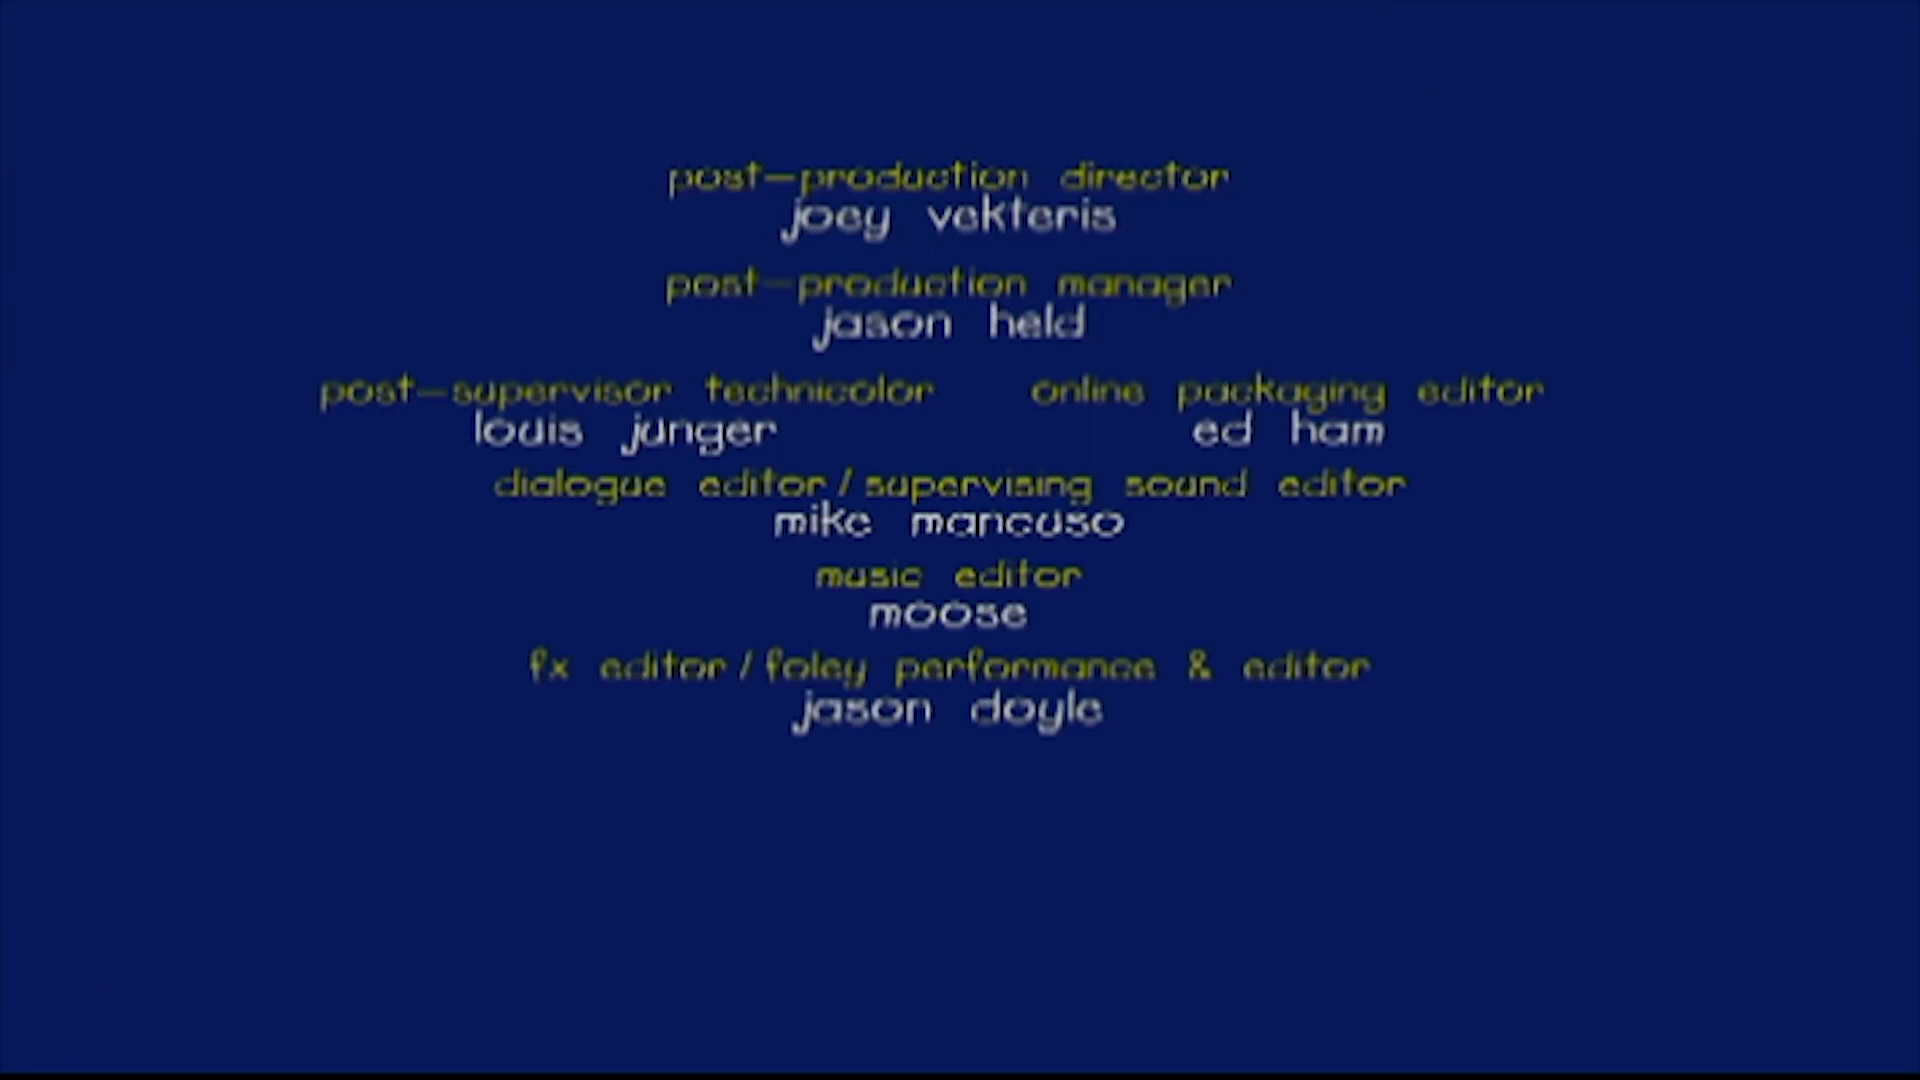 post-production director
joey vekteris
post-production manager
jason held
post-supervisor technicolor online packaging editor
louis junger ed ham
dialogue editor/supervising sound editor
mike mancuso
music editor
moose
fx editor/foley performance & editor
jason doyle